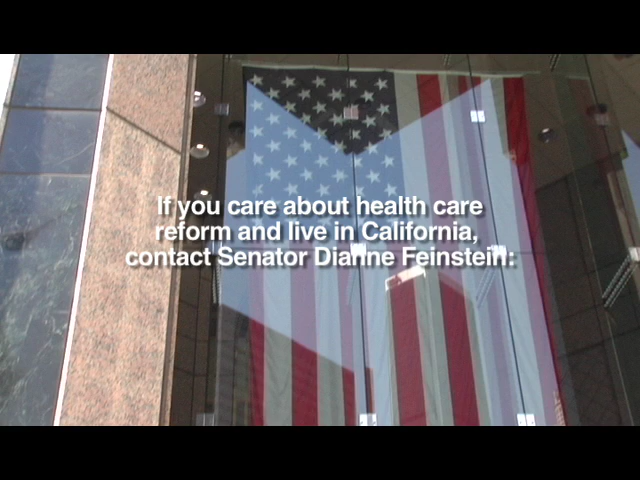 If you care about health care
reform and live in California,
contact Senator Dianne Feinstein: